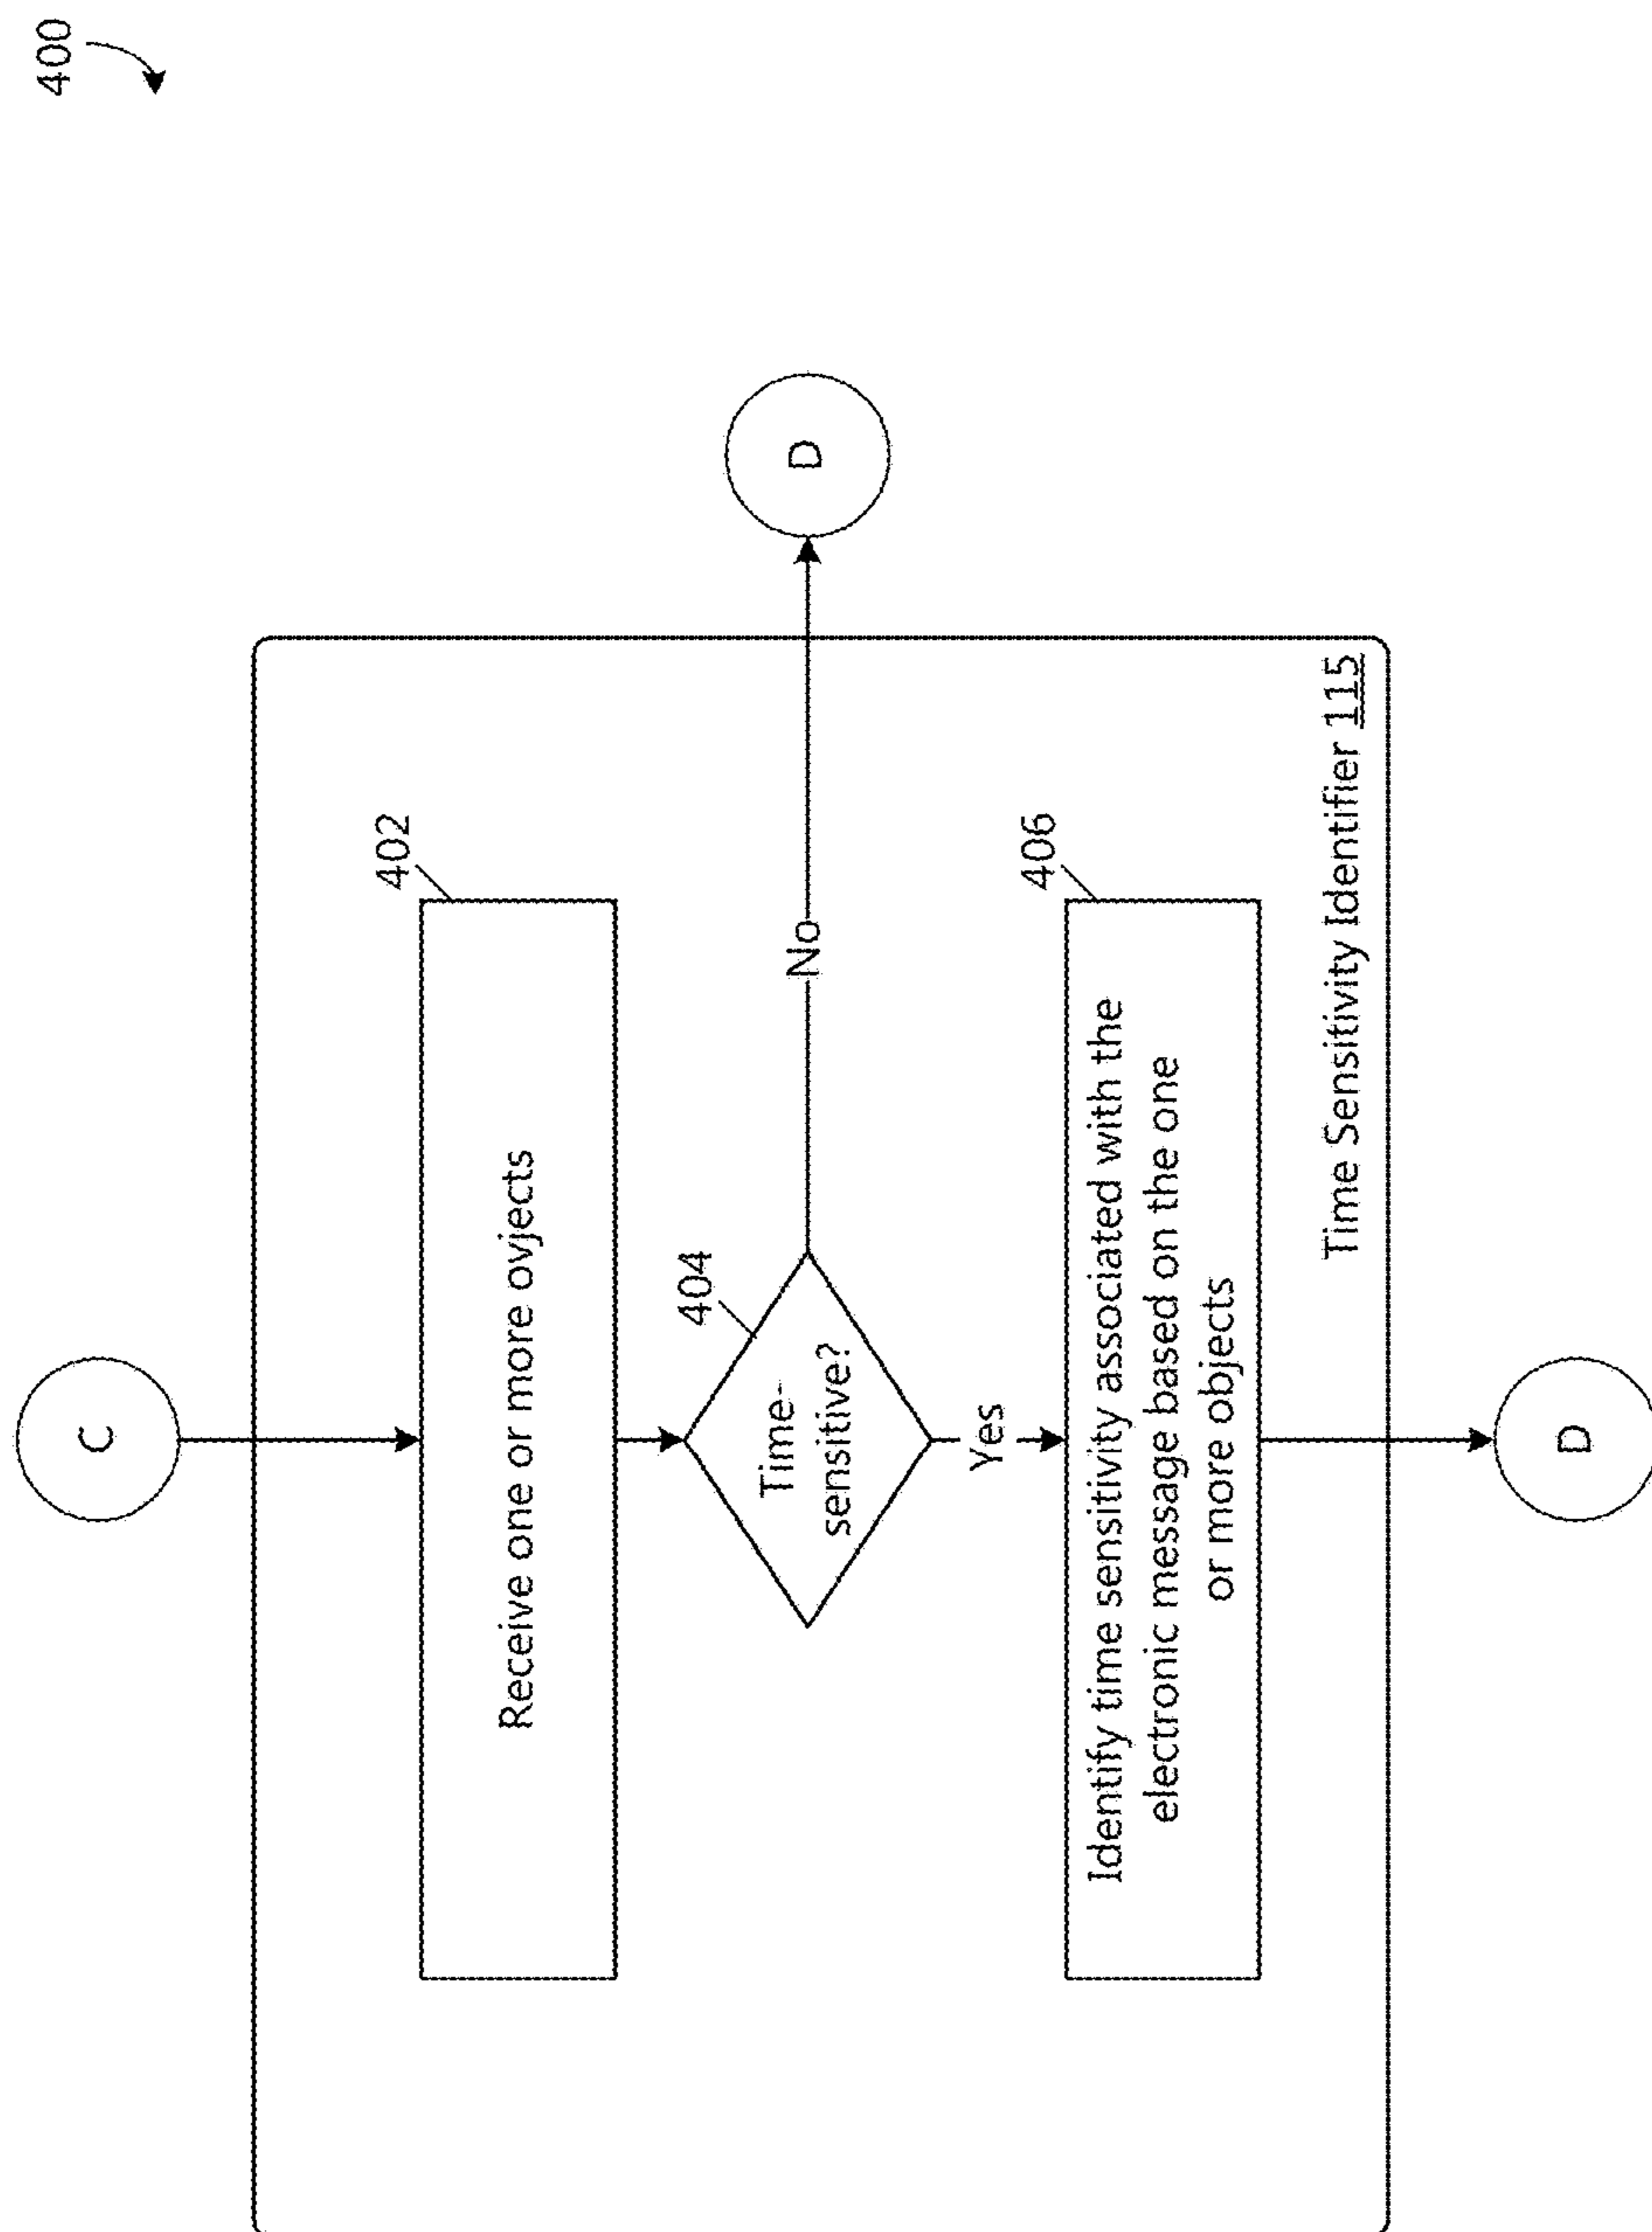 400
C
402
Receive one or more ovjects
404
Time-
sensitive?
No
D
Yes
406
Identify time sensitivity associated with the
electronic message based on the one
or more objects
Time Sensitivity Identifier 115
D